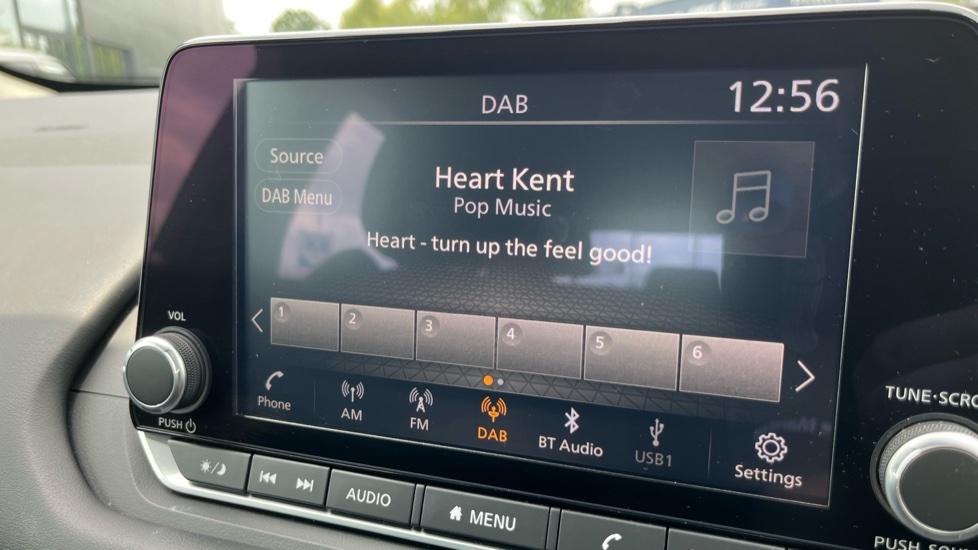 DAB
12:56
Source
DAB Menu
Heart Kent
Pop Music
Heart - turn up the feel good!
1 2 3 4 5 6
Phone AM FM DAB BT Audio USB1 Settings
VOL
PUSH
TUNE·SCRO
AUDIO
MENU
PUSH